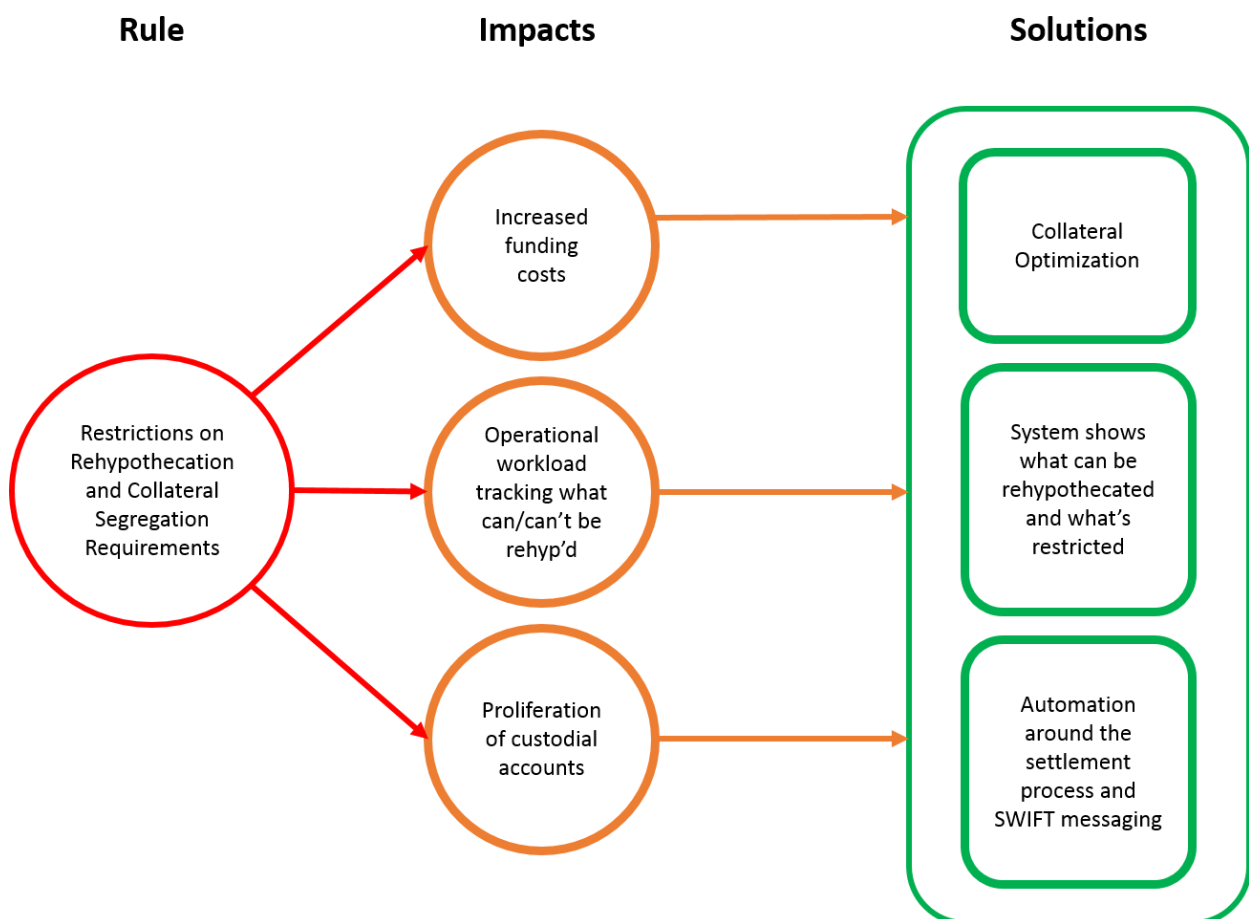 Rule
Impacts
Solutions
Restrictions on
Rehypothecation
and Collateral
Segregation
Requirements
Increased
funding
costs
Operational
workload
tracking what
can/can’t be
rehyp’d
Proliferation
of custodial
accounts
Collateral
Optimization
System shows
what can be
rehypothecated
and what’s
restricted
Automation
around the
settlement
process and
SWIFT messaging